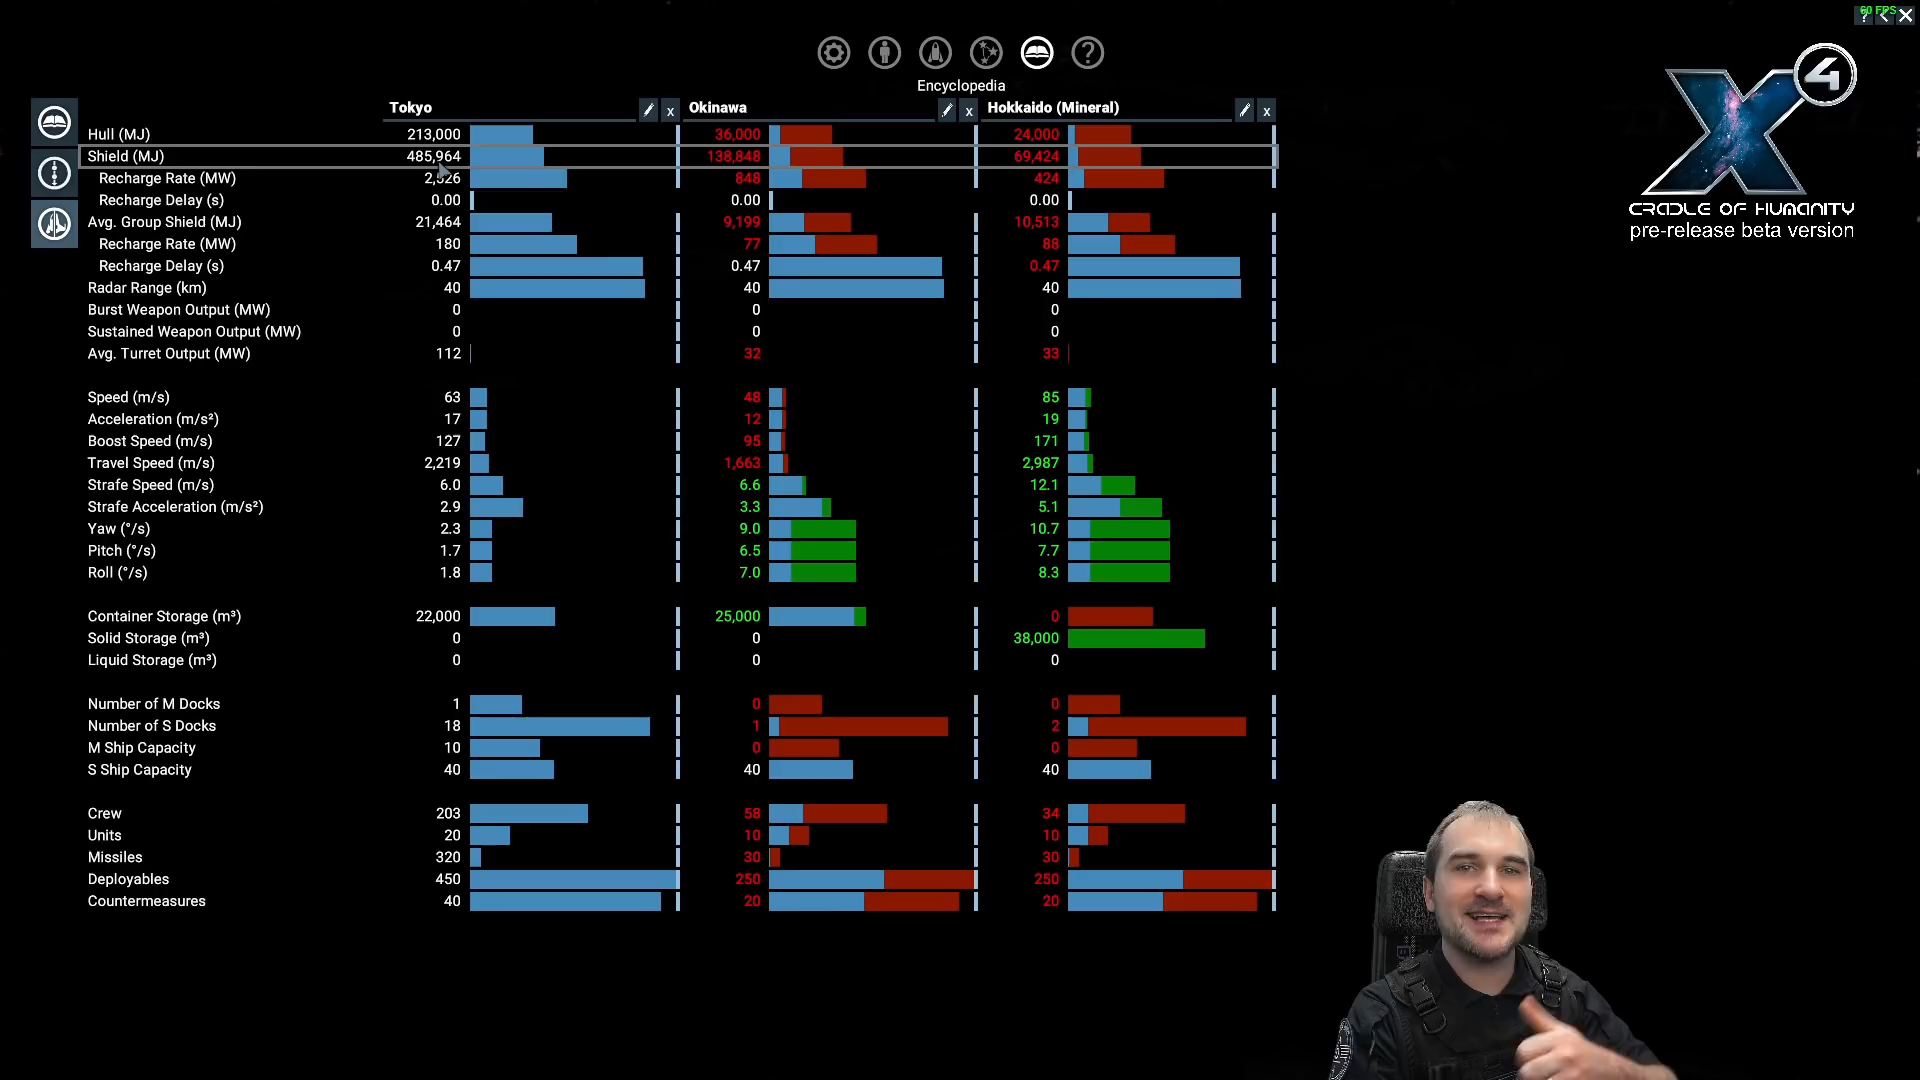 60 FPS
? < X
4
?
Encyclopedia
CRADLE OF HUMANITY
pre-release beta version
Tokyo x Okinawa x Hokkaido (Mineral) x
Hull (MJ) 213,000 36,000 24,000
Shield (MJ) 485,964 138,848 69,424
Recharge Rate (MW) 848 424
Recharge Delay (s) 0.00 0.00 0.00
Avg. Group Shield (MJ) 21,464 9,199 10,513
Recharge Rate (MW) 180 77 88
Recharge Delay (s) 0.47 0.47 0.47
Radar Range (km) 40 40 40
Burst Weapon Output (MW) 0 0 0
Sustained Weapon Output (MW) 0 0 0
Avg. Turret Output (MW) 112 32 33
Speed (m/s) 63 48 85
Acceleration (m/s²) 17 12 19
Boost Speed (m/s) 127 95 171
Travel Speed (m/s) 2,219 1,663 2,987
Strafe Speed (m/s) 6.0 6.6 12.1
Strafe Acceleration (m/s²) 2.9 3.3 5.1
Yaw (°/s) 2.3 9.0 10.7
Pitch (°/s) 1.7 6.5 7.7
Roll (°/s) 1.8 7.0 8.3
Container Storage (m³) 22,000 25,000 0
Solid Storage (m³) 0 0 38,000
Liquid Storage (m³) 0 0 0
Number of M Docks 1 0 0
Number of S Docks 18 1 2
M Ship Capacity 10 0 0
S Ship Capacity 40 40 40
Crew 203 58 34
Units 20 10 10
Missiles 320 30 30
Deployables 450 250 250
Countermeasures 40 20 20